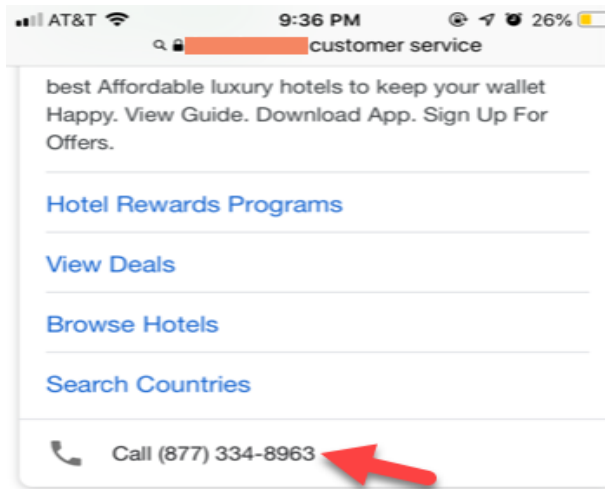 AT&T 9:36 PM 26%
customer service
best Affordable luxury hotels to keep your wallet
Happy. View Guide. Download App. Sign Up For
Offers.
Hotel Rewards Programs
View Deals
Browse Hotels
Search Countries
Call (877) 334-8963